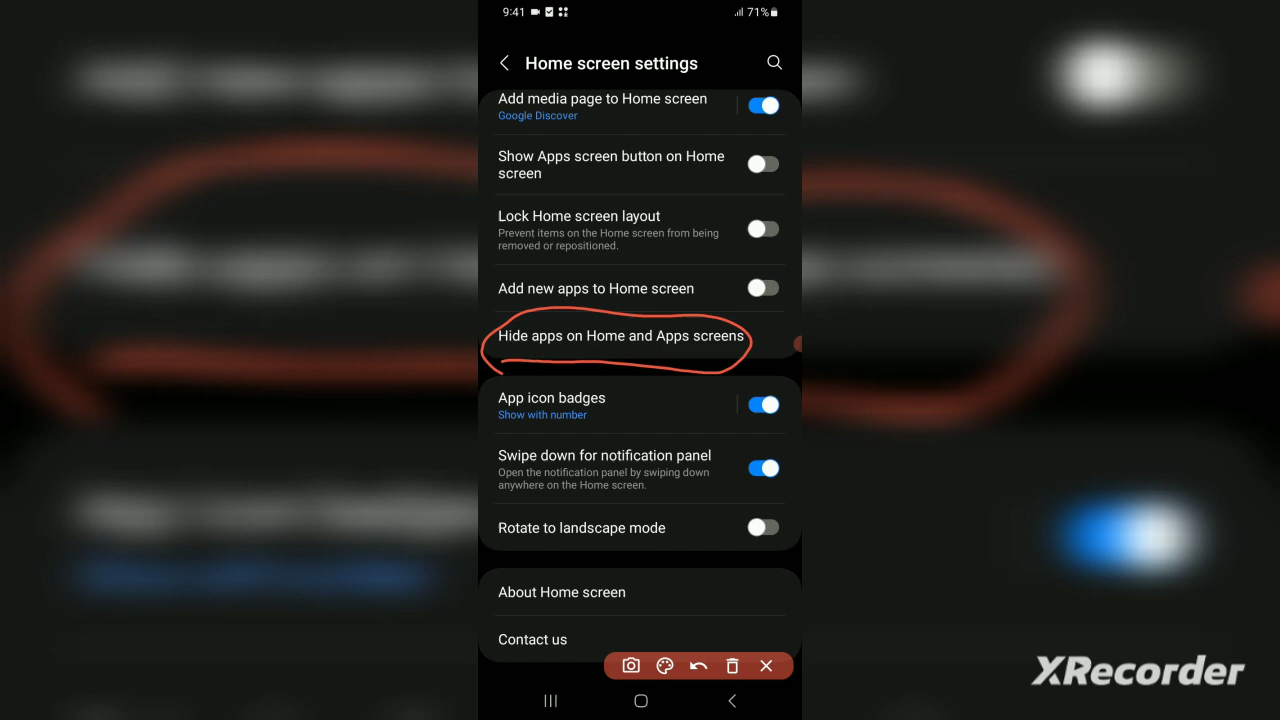 9:41
71%
Home screen settings
Add media page to Home screen
Google Discover
Show Apps screen button on Home
screen
Lock Home screen layout
Prevent items on the Home screen from being
removed or repositioned.
Add new apps to Home screen
Hide apps on Home and Apps screens
App icon badges
Show with number
Swipe down for notification panel
Open the notification panel by swiping down
anywhere on the Home screen.
Rotate to landscape mode
About Home screen
Contact us
XRecorder